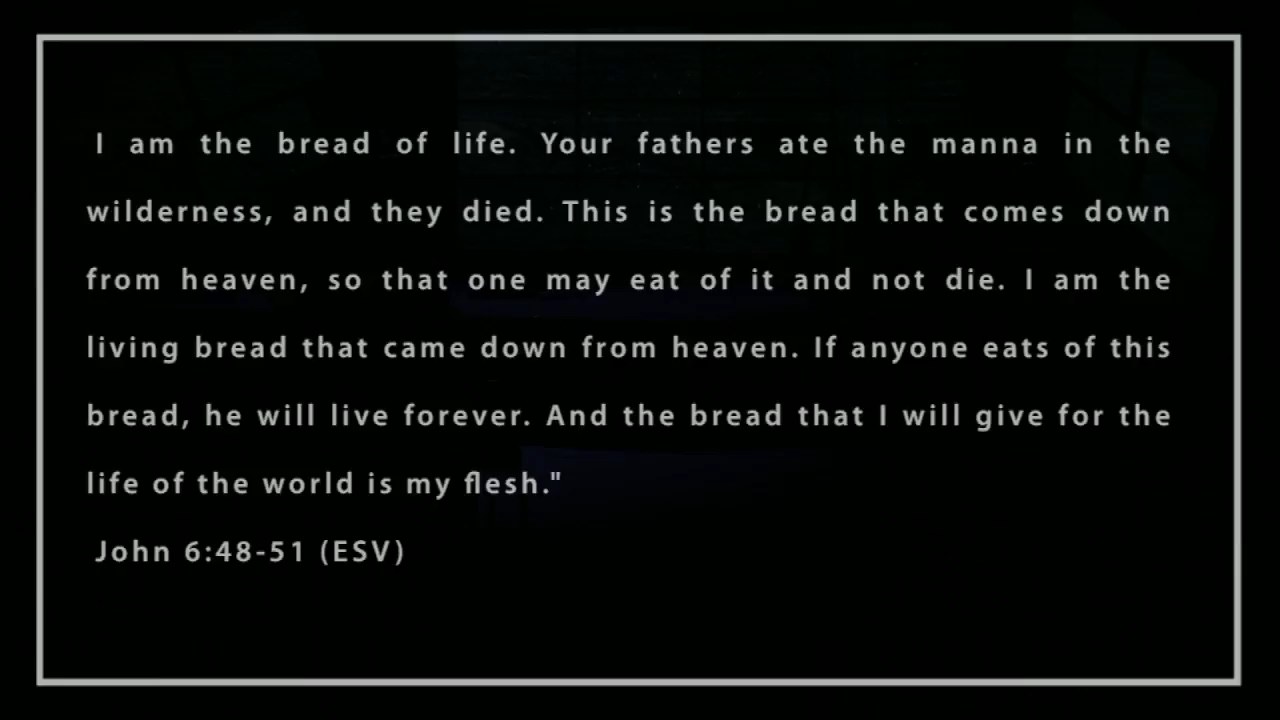 I am the bread of life. Your fathers ate the manna in the
wilderness, and they died. This is the bread that comes down
from heaven, so that one may eat of it and not die. I am the
living bread that came down from heaven. If anyone eats of this
bread, he will live forever. And the bread that I will give for the
life of the world is my flesh."
John 6:48-51 (ESV)